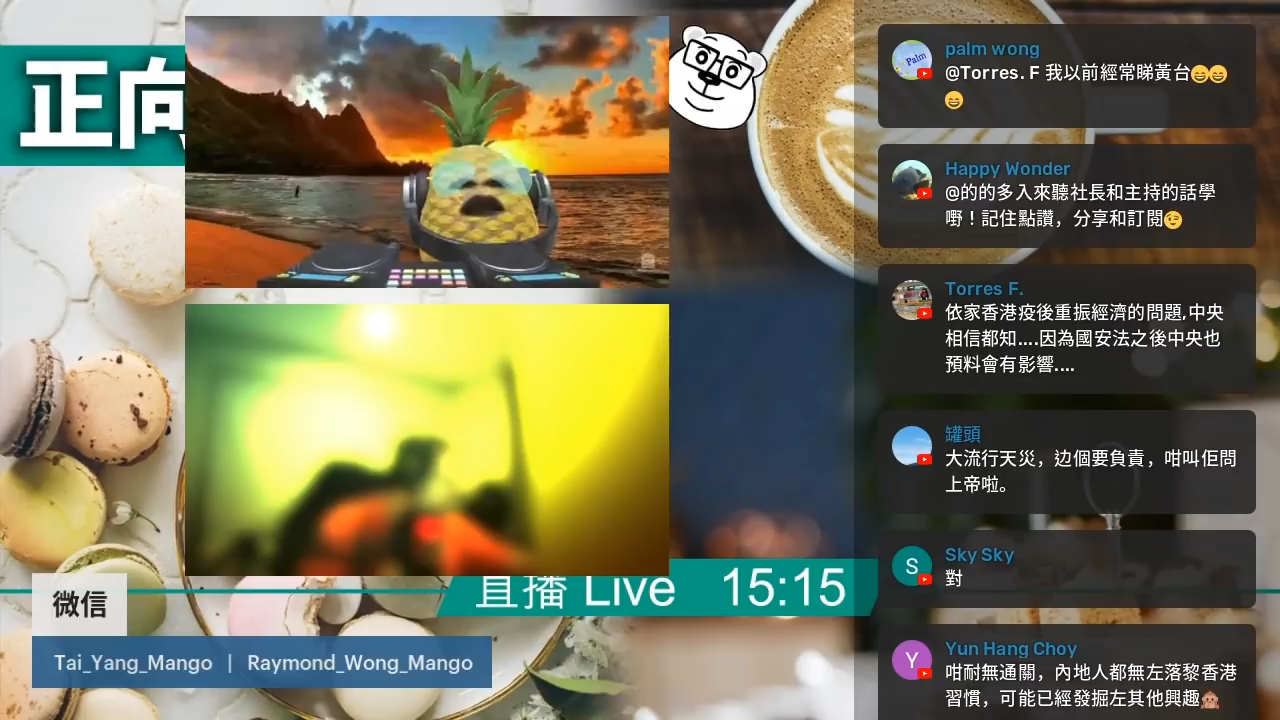 正向
palm wong
@Torres. F 我以前經常睇黃台😄😄
😄
Happy Wonder
@的的多入來聽社長和主持的話學
嘢！記住點讚，分享和訂閱😉
Torres F.
依家香港疫後重振經濟的問題,中央
相信都知....因為國安法之後中央也
預料會有影響....
罐頭
大流行天災，边個要負責，咁叫佢問
上帝啦。
S
Sky Sky
對
Y
Yun Hang Choy
咁耐無通關，內地人都無左落黎香港
習慣，可能已經發掘左其他興趣🙊
直播 Live 15:15
微信
Tai_Yang_Mango | Raymond_Wong_Mango
Palm